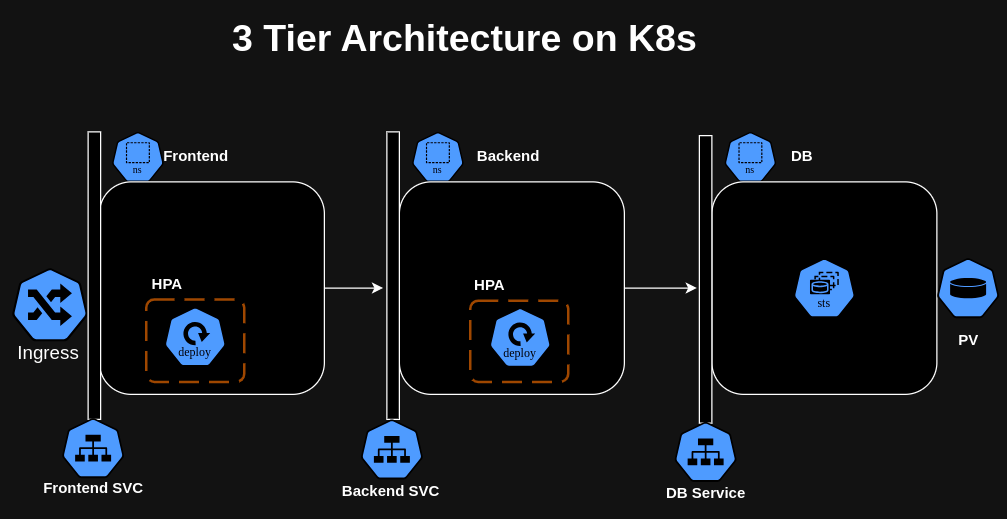 3 Tier Architecture on K8s
ns
Frontend
ns
Backend
ns
DB
HPA
deploy
HPA
deploy
sts
Ingress
PV
Frontend SVC
Backend SVC
DB Service